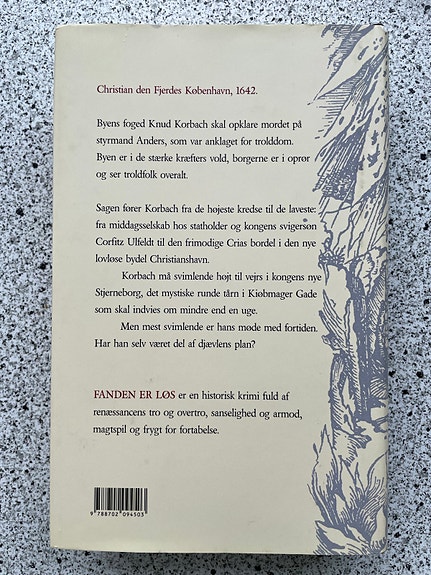 Christian den Fjerdes København, 1642.
Byens foged Knud Korbach skal opklare mordet på
styrmand Anders, som var anklaget for trolddom.
Byen er i de stærke kræfters vold, borgerne er i oprør
og ser troldfolk overalt.
Sagen fører Korbach fra de højeste kredse til de laveste:
fra middagsselskab hos statholder og kongens svigersøn
Corfitz Ulfeldt til den frimodige Crias bordel i den nye
lovløse bydel Christianshavn.
Korbach må svimlende højt til vejrs i kongens nye
Stjerneborg, det mystiske runde tårn i Kiøbmager Gade
som skal indvies om mindre end en uge.
Men mest svimlende er hans møde med fortiden.
Har han selv været del af djævlens plan?
FANDEN ER LØS er en historisk krimi fuld af
renæssancens tro og overtro, sanselighed og armod,
magtspil og frygt for fortabelse.
9 788702 094503